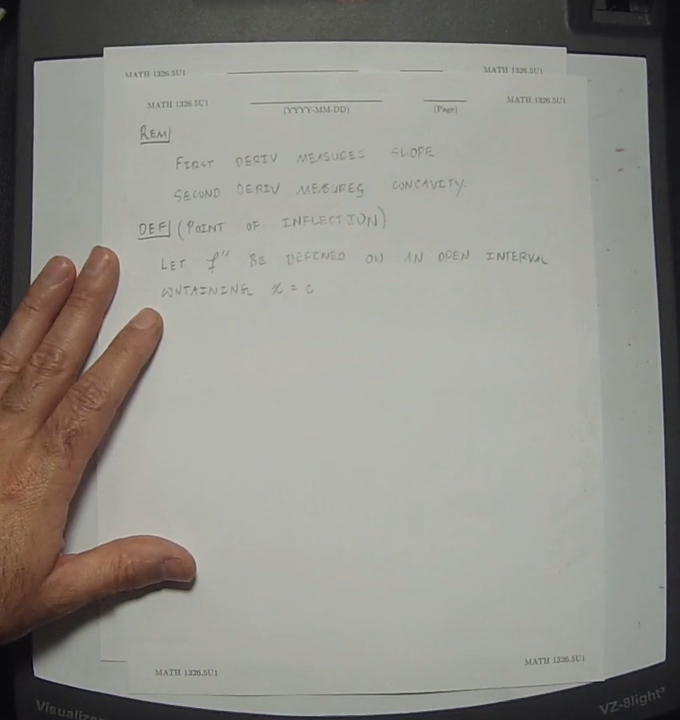 MATH 1326.5U1 MATH 1326.5U1
MATH 1326.5U1 (YYYY-MM-DD) (Page) MATH 1326.5U1
REM
FIRST DERIV MEASURES SLOPE
SECOND DERIV MEASURES CONCAVITY.
DEF (POINT OF INFLECTION)
LET f" BE DEFINED ON AN OPEN INTERVAL
CONTAINING x = c
MATH 1326.5U1 MATH 1326.5U1
Visualize VZ-8light³